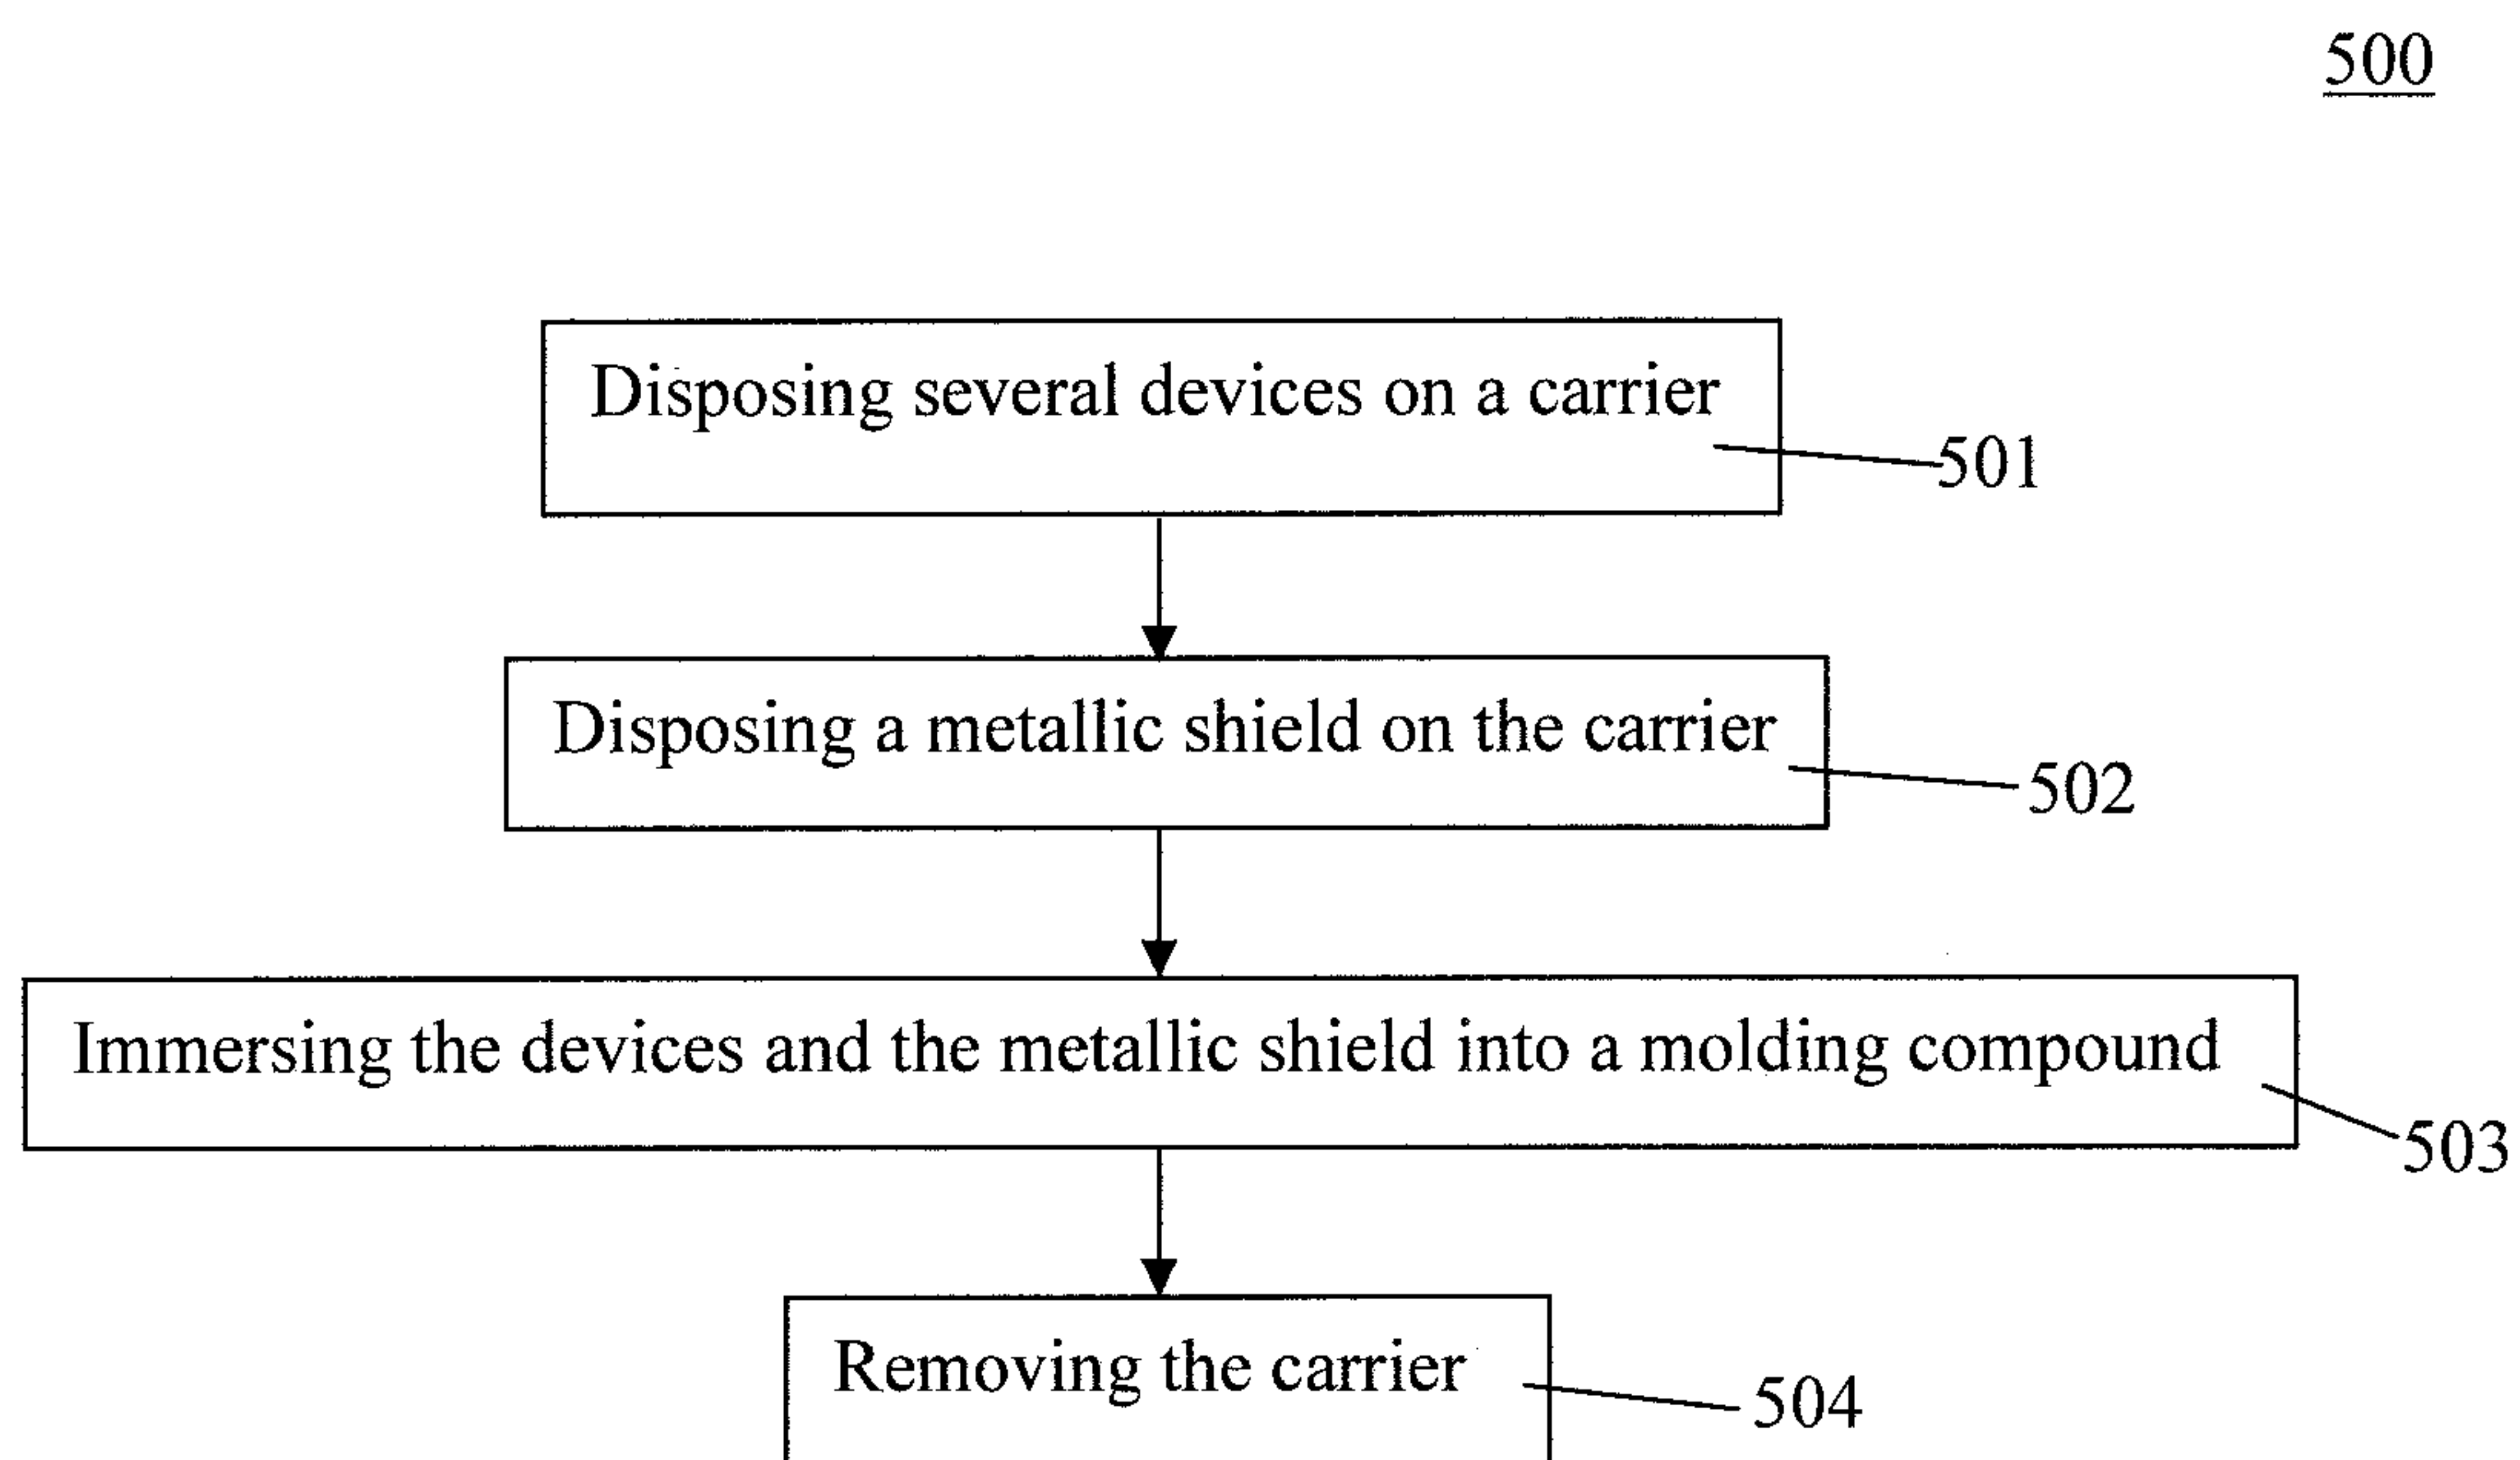 500
Disposing several devices on a carrier
501
Disposing a metallic shield on the carrier
502
Immersing the devices and the metallic shield into a molding compound
503
Removing the carrier
504